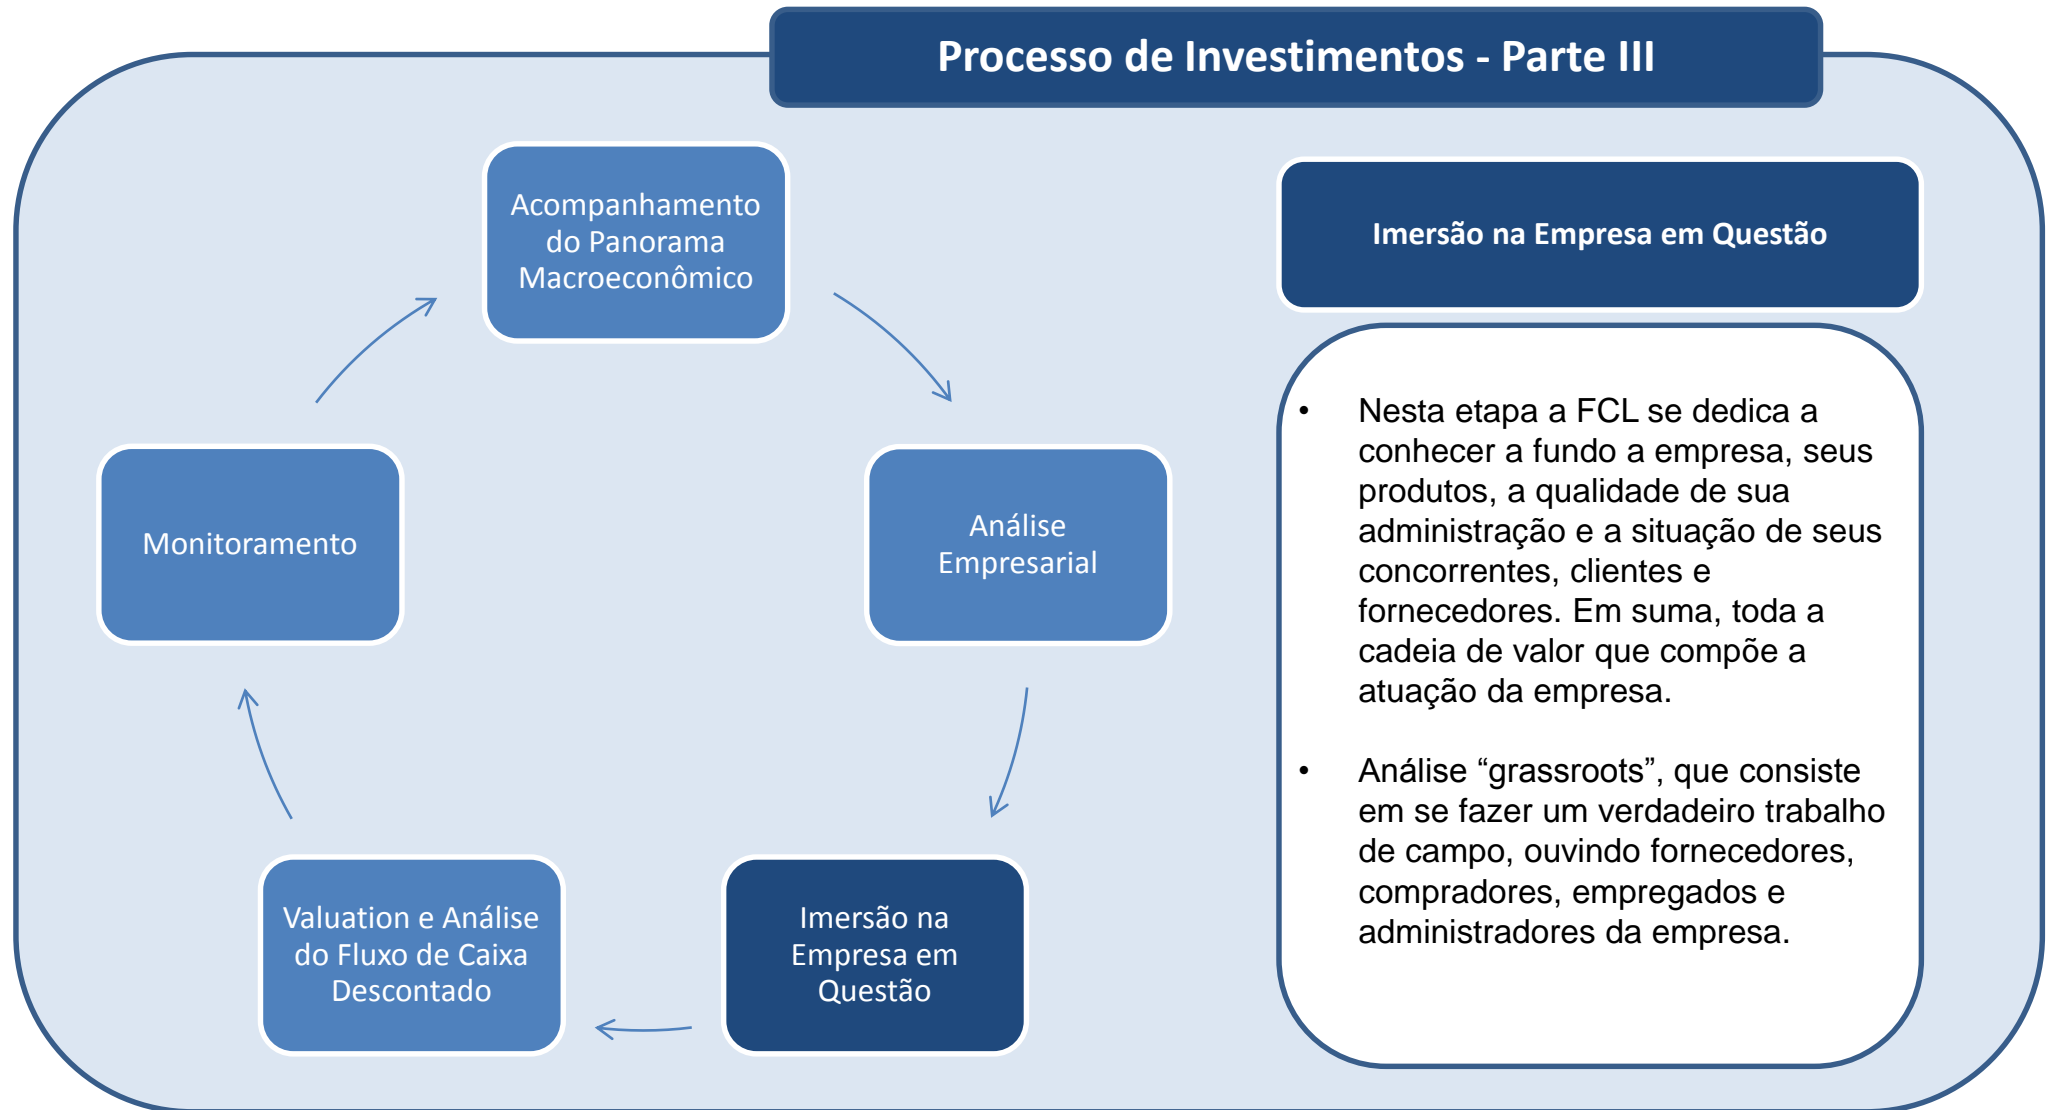 Processo de Investimentos - Parte III
Acompanhamento
do Panorama
Macroeconômico
Análise
Empresarial
Imersão na
Empresa em
Questão
Valuation e Análise
do Fluxo de Caixa
Descontado
Monitoramento
Imersão na Empresa em Questão
• Nesta etapa a FCL se dedica a
conhecer a fundo a empresa, seus
produtos, a qualidade de sua
administração e a situação de seus
concorrentes, clientes e
fornecedores. Em suma, toda a
cadeia de valor que compõe a
atuação da empresa.
• Análise “grassroots”, que consiste
em se fazer um verdadeiro trabalho
de campo, ouvindo fornecedores,
compradores, empregados e
administradores da empresa.